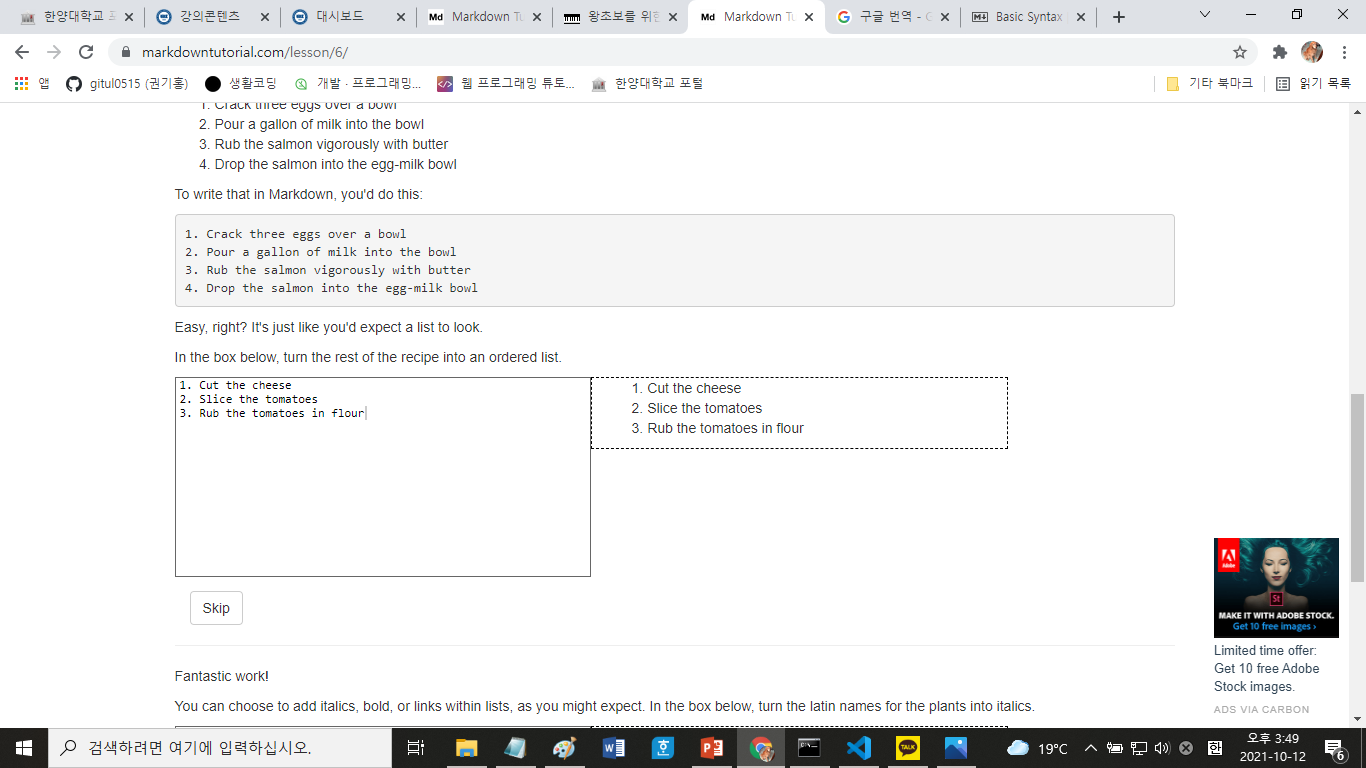 한양대학교 포
강의콘텐츠
대시보드
Markdown Tu
왕초보를 위한
Markdown Tu
구글 번역 - G
Basic Syntax
markdowntutorial.com/lesson/6/
앱
gitul0515 (권기홍)
생활코딩
개발 · 프로그래밍...
웹 프로그래밍 튜토...
한양대학교 포털
기타 북마크
읽기 목록
1. Crack three eggs over a bowl
2. Pour a gallon of milk into the bowl
3. Rub the salmon vigorously with butter
4. Drop the salmon into the egg-milk bowl
To write that in Markdown, you'd do this:
1. Crack three eggs over a bowl
2. Pour a gallon of milk into the bowl
3. Rub the salmon vigorously with butter
4. Drop the salmon into the egg-milk bowl
Easy, right? It's just like you'd expect a list to look.
In the box below, turn the rest of the recipe into an ordered list.
1. Cut the cheese
2. Slice the tomatoes
3. Rub the tomatoes in flour
1. Cut the cheese
2. Slice the tomatoes
3. Rub the tomatoes in flour
Skip
Adobe
St
MAKE IT WITH ADOBE STOCK.
Get 10 free images ›
Limited time offer:
Get 10 free Adobe
Stock images.
ADS VIA CARBON
Fantastic work!
You can choose to add italics, bold, or links within lists, as you might expect. In the box below, turn the latin names for the plants into italics.
검색하려면 여기에 입력하십시오.
TALK
19°C
한
오후 3:49
2021-10-12
6